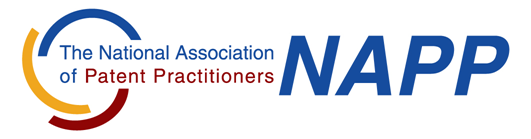 The National Association
of Patent Practitioners
NAPP